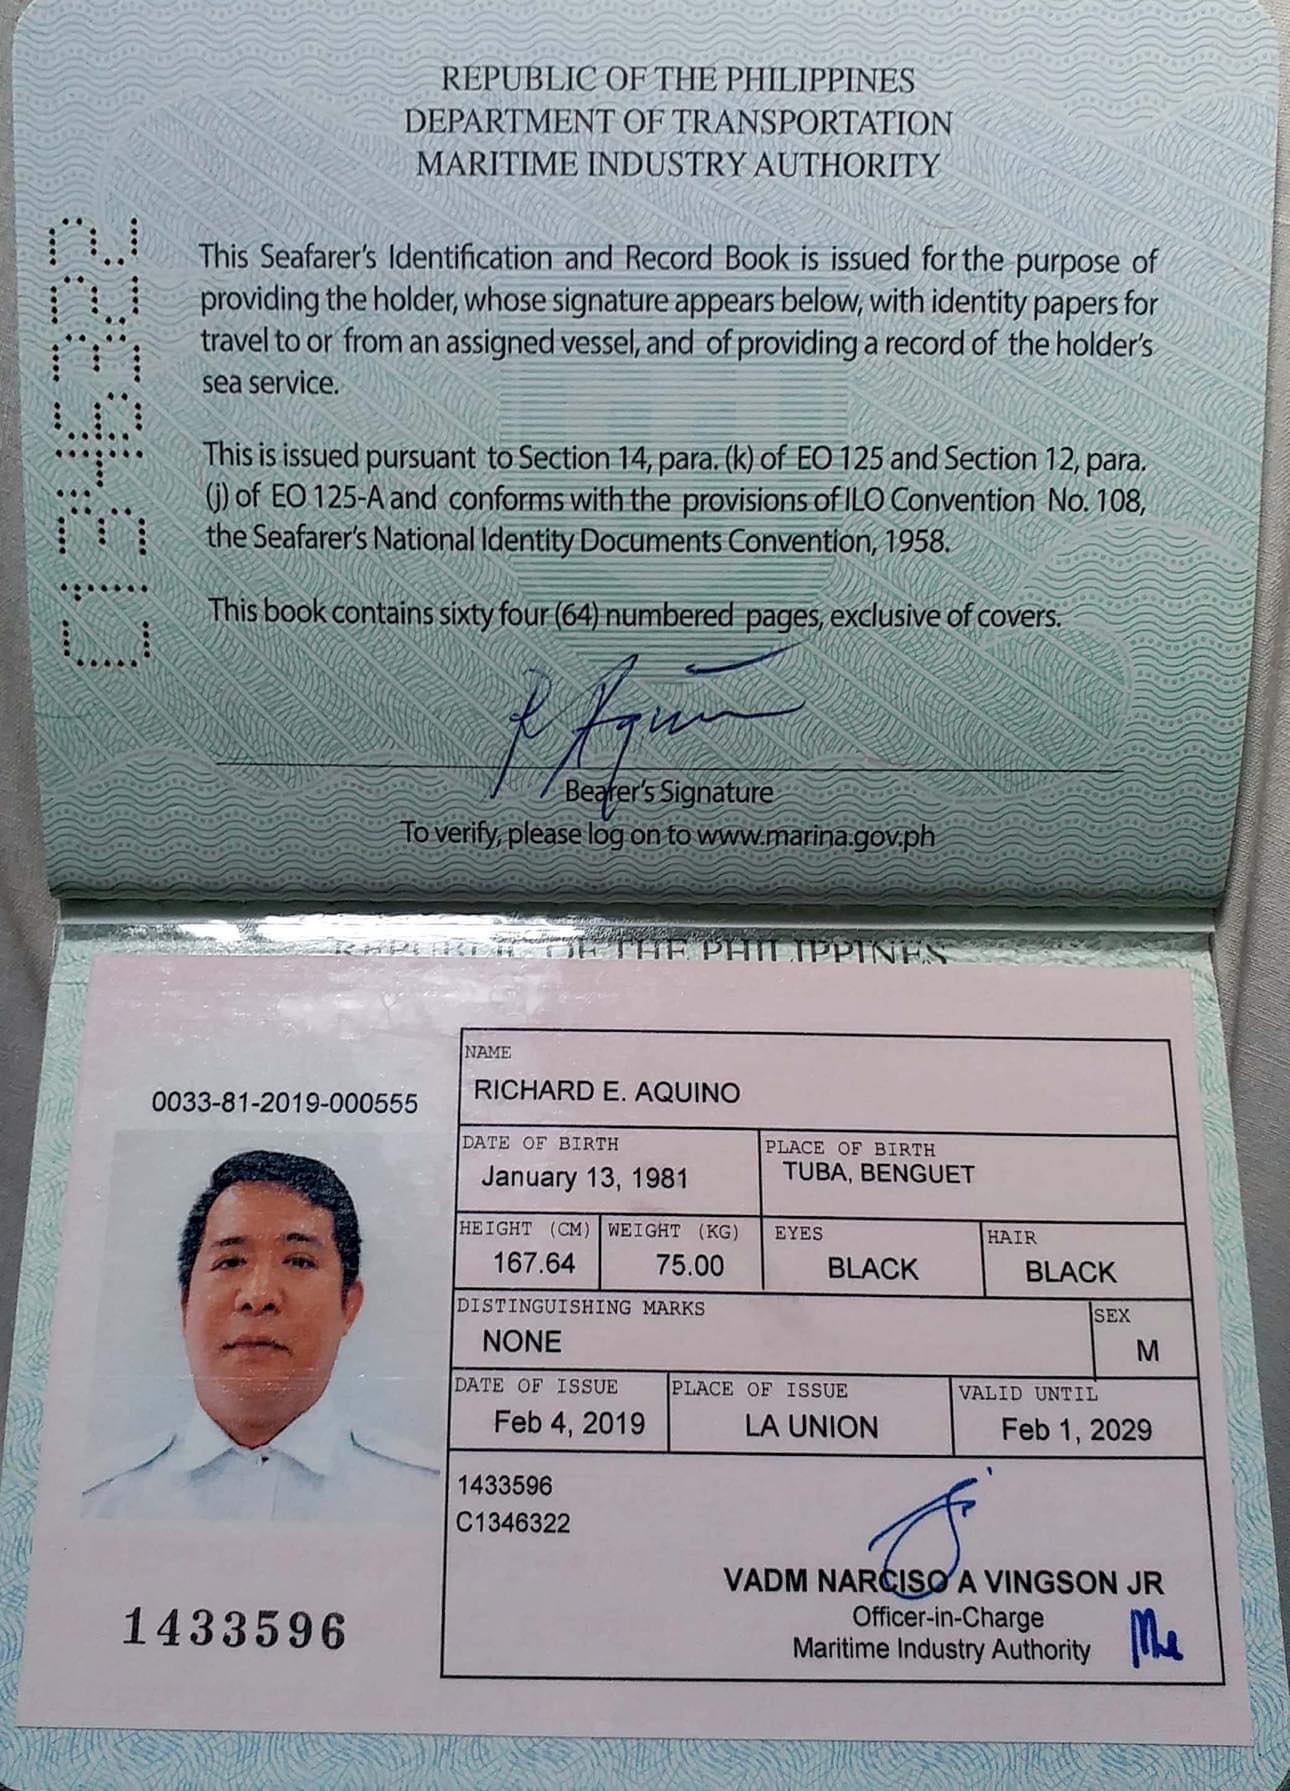 REPUBLIC OF THE PHILIPPINES
DEPARTMENT OF TRANSPORTATION
MARITIME INDUSTRY AUTHORITY
C1346322
This Seafarer's Identification and Record Book is issued for the purpose of
providing the holder, whose signature appears below, with identity papers for
travel to or from an assigned vessel, and of providing a record of the holder's
sea service.
This is issued pursuant to Section 14, para. (k) of EO 125 and Section 12, para.
(j) of EO 125-A and conforms with the provisions of ILO Convention No. 108,
the Seafarer's National Identity Documents Convention, 1958.
This book contains sixty four (64) numbered pages, exclusive of covers.
R Aquino
Bearer's Signature
To verify, please log on to www.marina.gov.ph
REPUBLIC OF THE PHILIPPINES
0033-81-2019-000555
NAME
RICHARD E. AQUINO
DATE OF BIRTH
January 13, 1981
PLACE OF BIRTH
TUBA, BENGUET
HEIGHT (CM)
167.64
WEIGHT (KG)
75.00
EYES
BLACK
HAIR
BLACK
DISTINGUISHING MARKS
NONE
SEX
M
DATE OF ISSUE
Feb 4, 2019
PLACE OF ISSUE
LA UNION
VALID UNTIL
Feb 1, 2029
1433596
C1346322
VADM NARCISO A VINGSON JR
Officer-in-Charge
Maritime Industry Authority
1433596